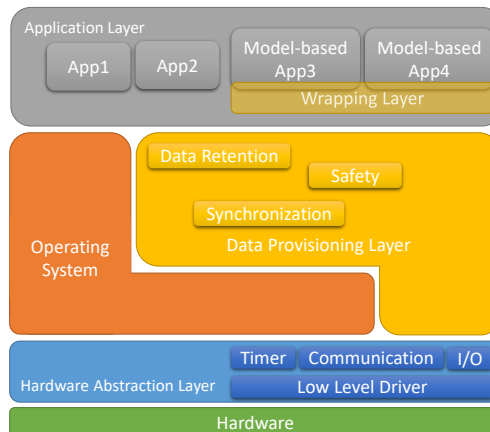 Application Layer
App1
App2
Model-based
App3
Model-based
App4
Wrapping Layer
Data Retention
Safety
Synchronization
Data Provisioning Layer
Operating
System
Timer
Communication
I/O
Hardware Abstraction Layer
Low Level Driver
Hardware